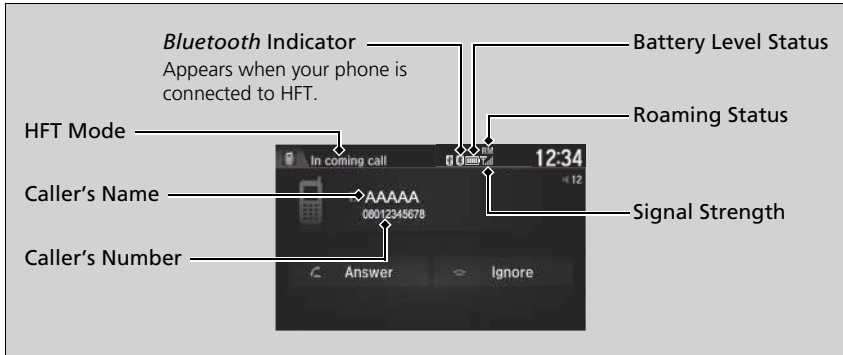 Bluetooth Indicator
Appears when your phone is
connected to HFT.
Battery Level Status
Roaming Status
HFT Mode
In coming call
RM
12:34
12
Caller's Name
AAAAA
08012345678
Signal Strength
Caller's Number
Answer
Ignore